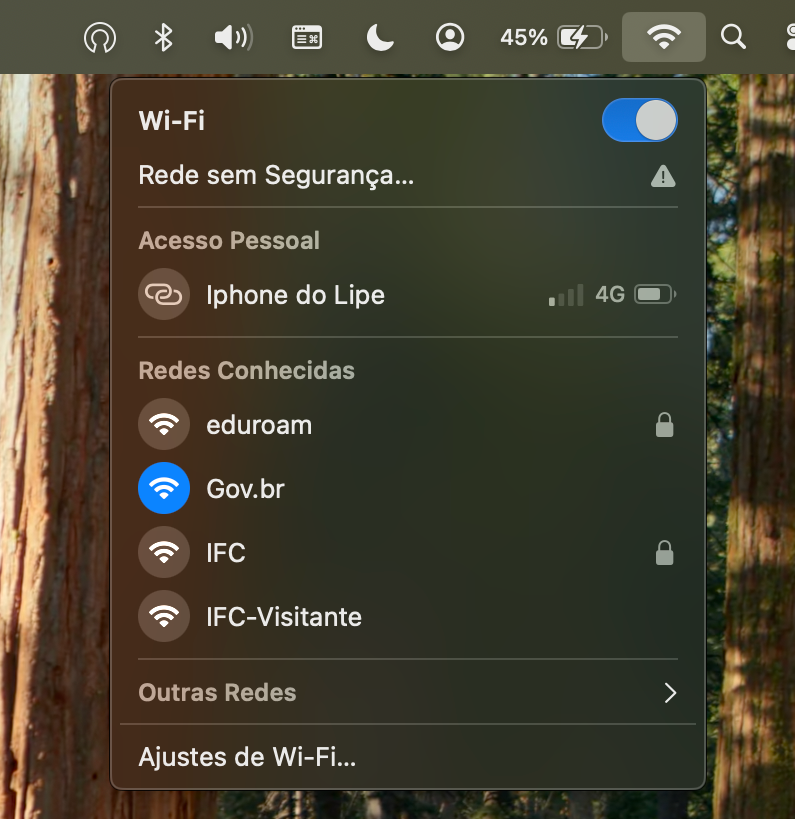 45%
Wi-Fi
Rede sem Segurança...
Acesso Pessoal
Iphone do Lipe 4G
Redes Conhecidas
eduroam
Gov.br
IFC
IFC-Visitante
Outras Redes
Ajustes de Wi-Fi...